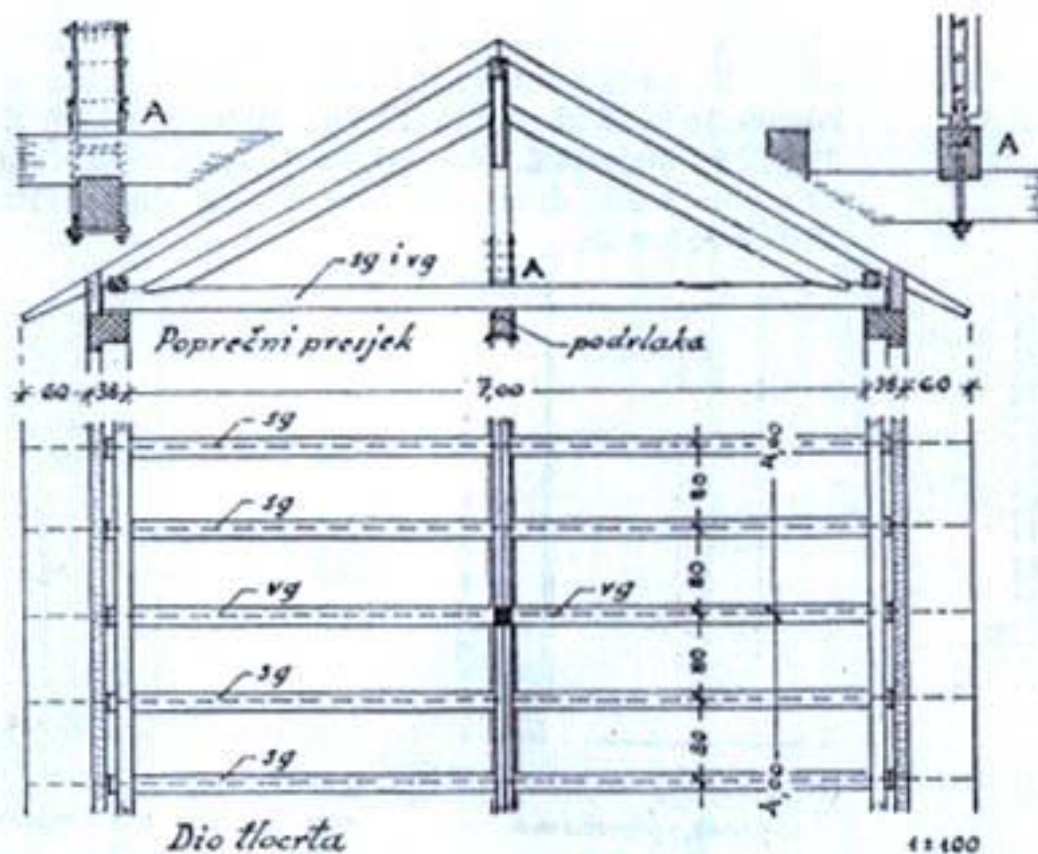 A
A
sg i vg
A
Poprečni presjek
podvlaka
60 38 7,00 38 60
sg
4,00
80
sg
80
vg
vg
80
sg
80
sg
4,00
Dio tlocrta
1:100